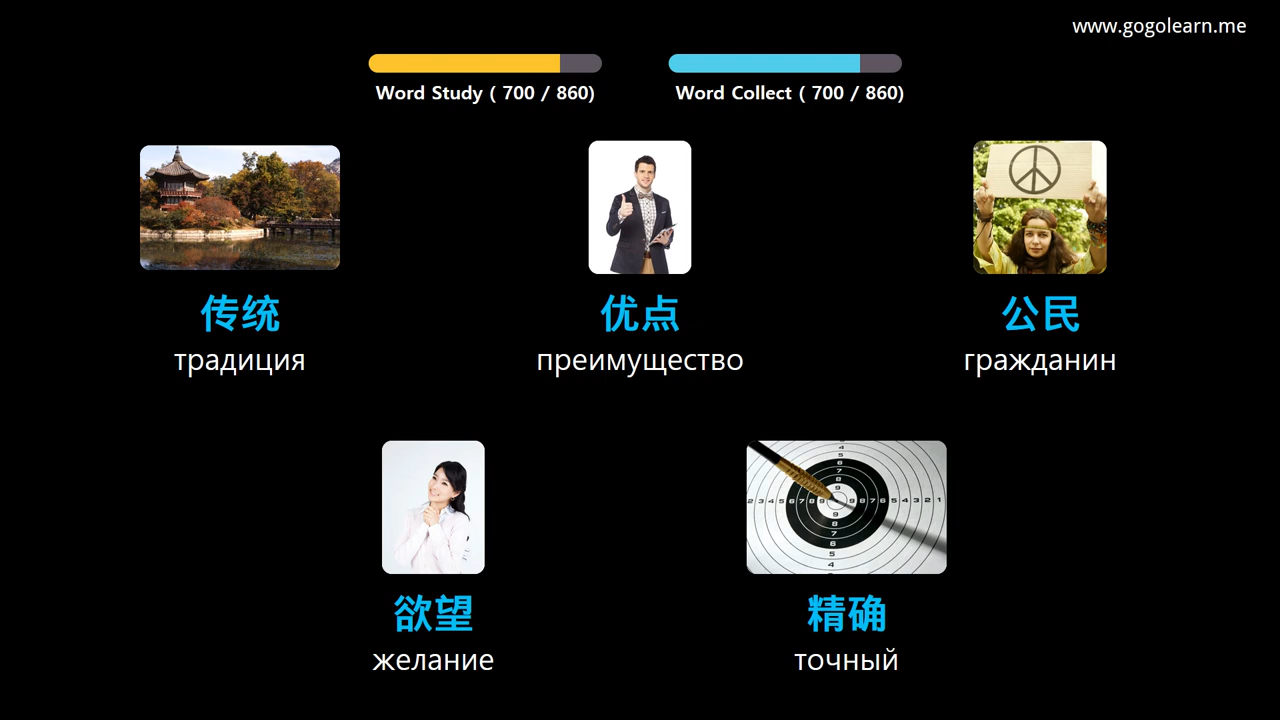 www.gogolearn.me
Word Study ( 700 / 860)
Word Collect ( 700 / 860)
传统
традиция
优点
преимущество
公民
гражданин
欲望
желание
精确
точный